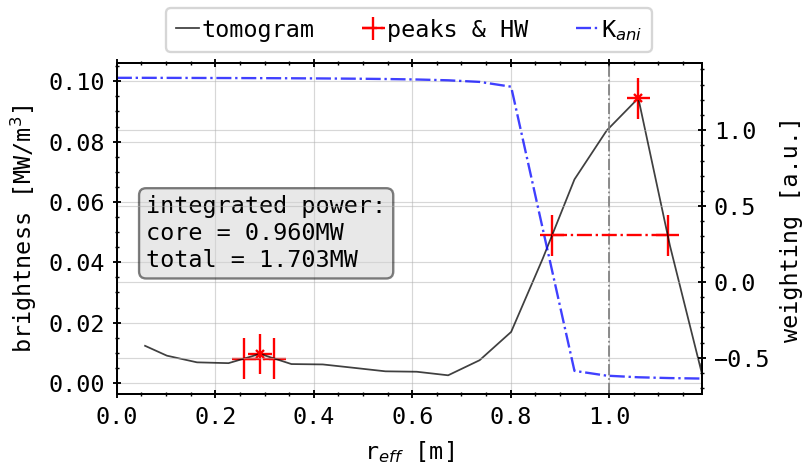 tomogram peaks & HW K_ani
brightness [MW/m³]
0.10
0.08
0.06
0.04
0.02
0.00
integrated power:
core = 0.960MW
total = 1.703MW
1.0
0.5
0.0
−0.5
weighting [a.u.]
0.0 0.2 0.4 0.6 0.8 1.0
r_eff [m]